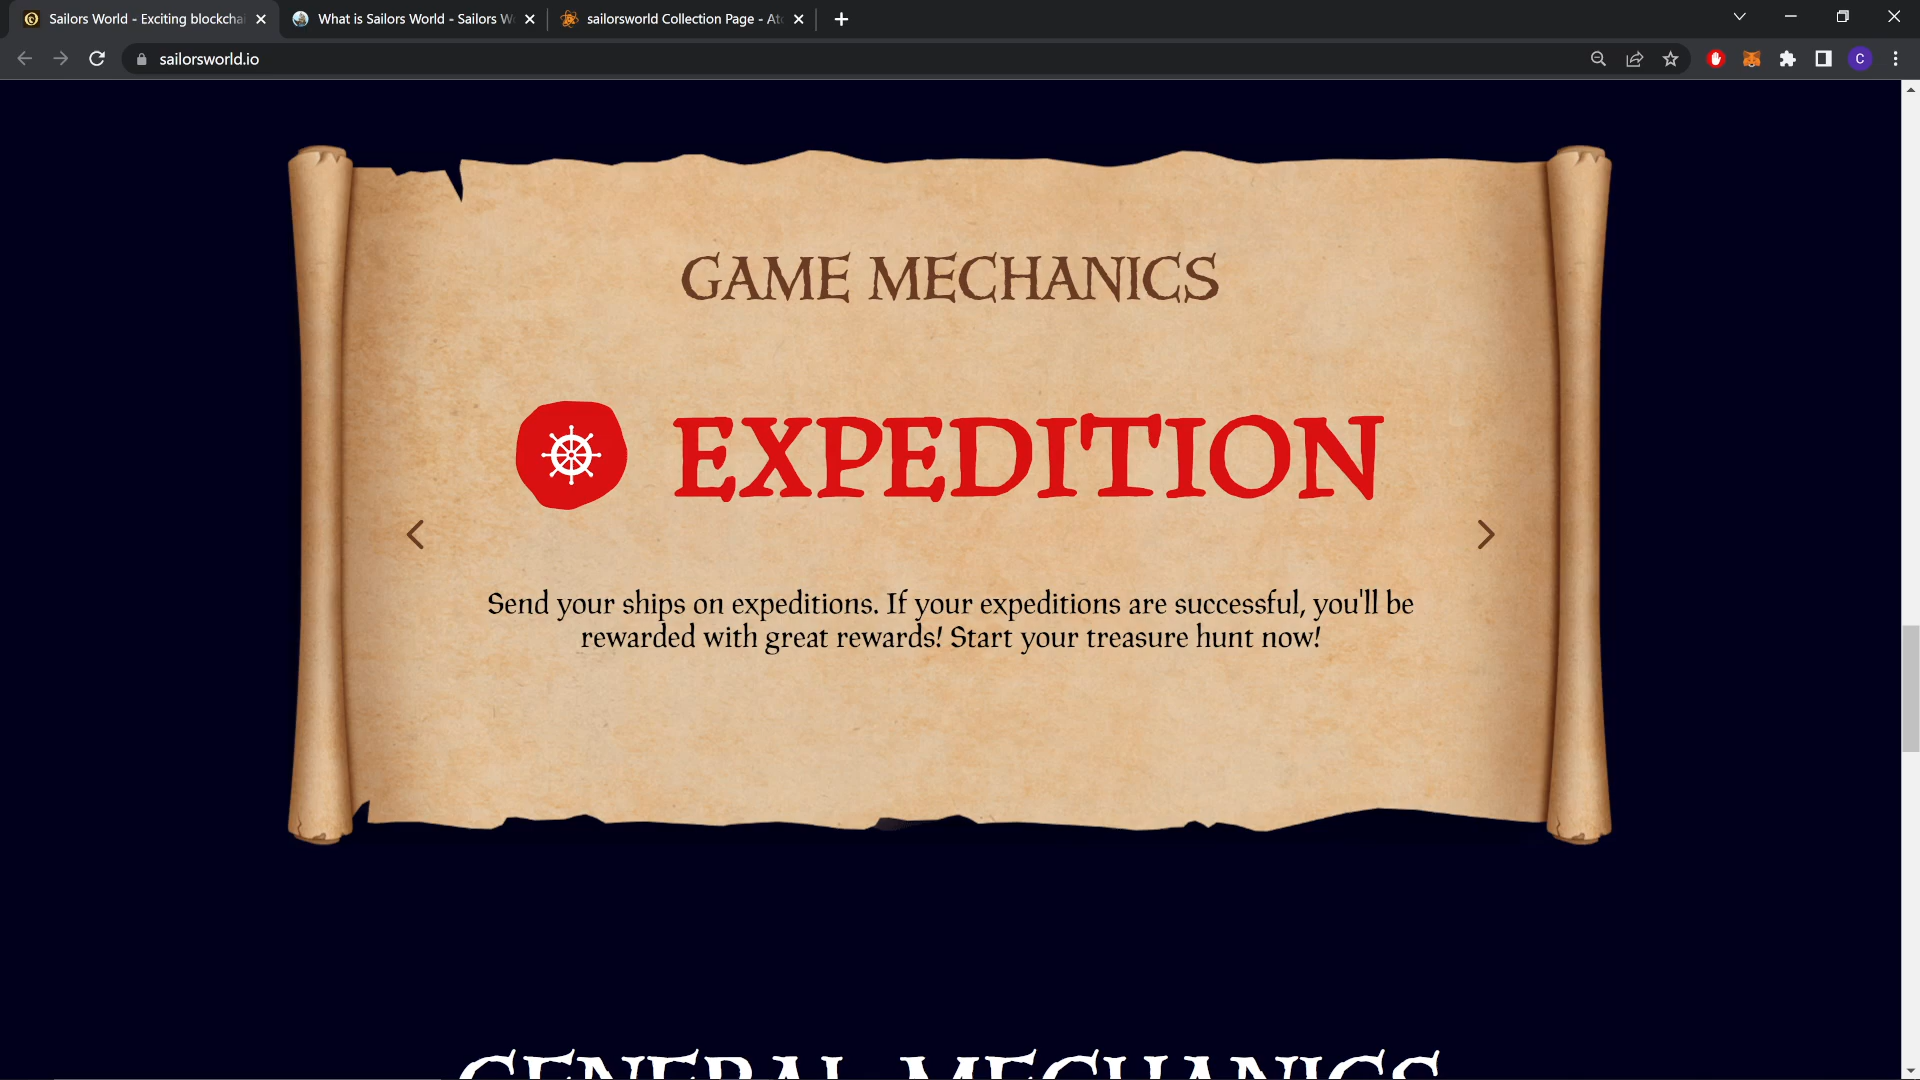 Sailors World - Exciting blockcha
What is Sailors World - Sailors W
sailorsworld Collection Page - At
sailorsworld.io
C
GAME MECHANICS
EXPEDITION
Send your ships on expeditions. If your expeditions are successful, you'll be
rewarded with great rewards! Start your treasure hunt now!
GENERAL MECHANICS